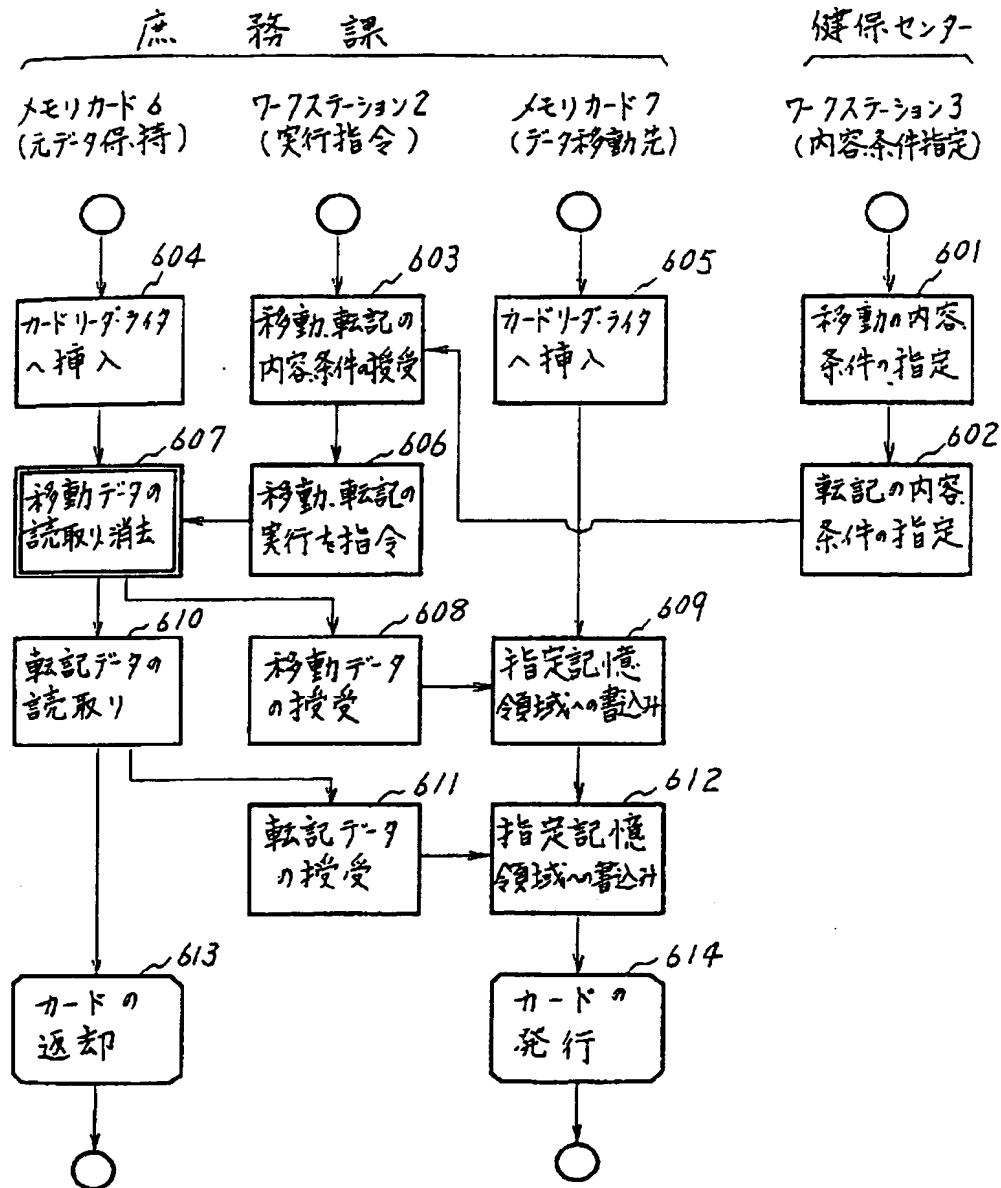 庶務課
健保センター
メモリカード6
(元データ保持)
ワークステーション2
(実行指令)
メモリカード7
(データ移動先)
ワークステーション3
(内容、条件指定)
604
カードリーダ・ライタ
へ挿入
603
移動、転記の
内容、条件の授受
605
カードリーダ・ライタ
へ挿入
601
移動の内容、
条件の指定
607
移動データの
読取り消去
606
移動、転記の
実行を指令
602
転記の内容、
条件の指定
610
転記データの
読取り
608
移動データ
の授受
609
指定記憶
領域への書込み
611
転記データ
の授受
612
指定記憶
領域への書込み
613
カードの
返却
614
カードの
発行